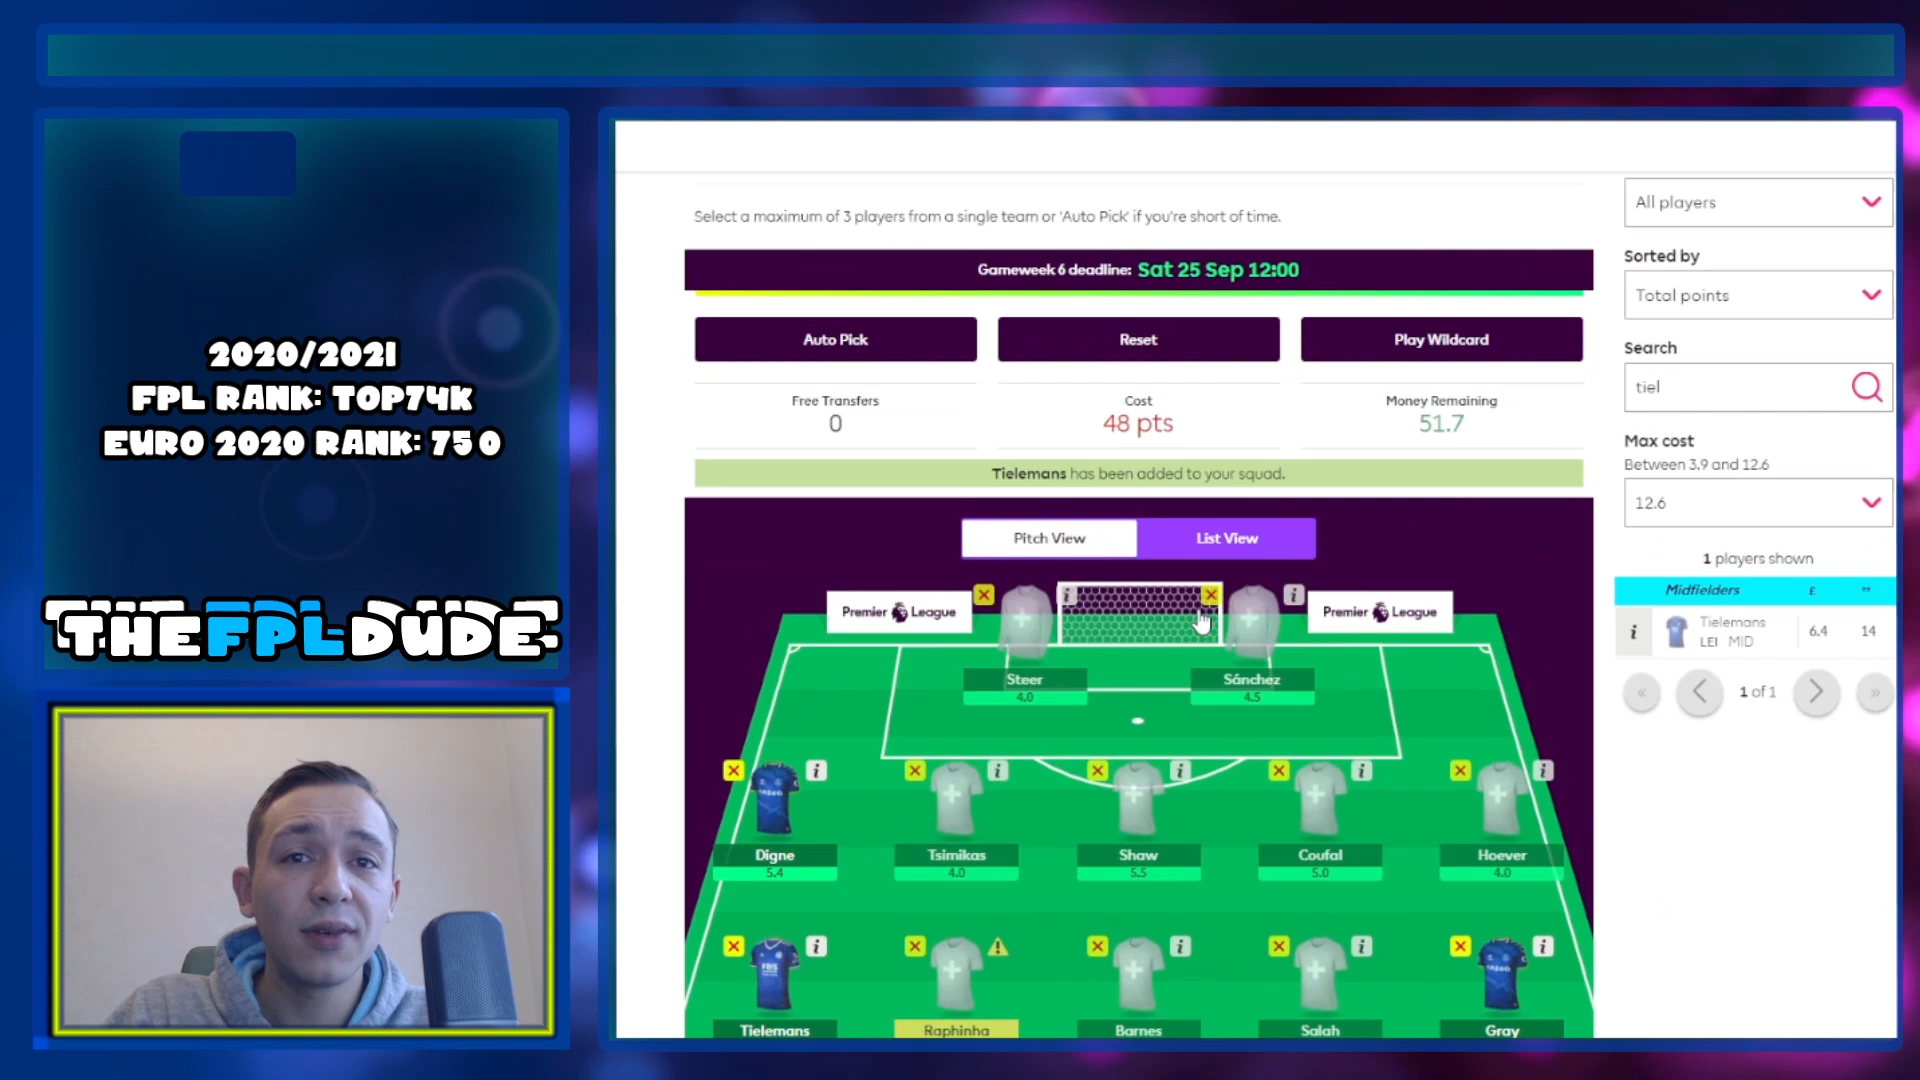 2020/2021
FPL RANK: TOP74K
EURO 2020 RANK: 750
THEFPLDUDE
Select a maximum of 3 players from a single team or 'Auto Pick' if you're short of time.
Gameweek 6 deadline: Sat 25 Sep 12:00
Auto Pick
Reset
Play Wildcard
Free Transfers
0
Cost
48 pts
Money Remaining
51.7
Tielemans has been added to your squad.
Pitch View
List View
Premier League
Premier League
Steer
4.0
Sánchez
4.5
Digne
5.4
Tsimikas
4.0
Shaw
5.5
Coufal
5.0
Hoever
4.0
Tielemans
Raphinha
Barnes
Salah
Gray
All players
Sorted by
Total points
Search
tiel
Max cost
Between 3.9 and 12.6
12.6
1 players shown
Midfielders £ **
Tielemans
LEI MID
6.4 14
1 of 1